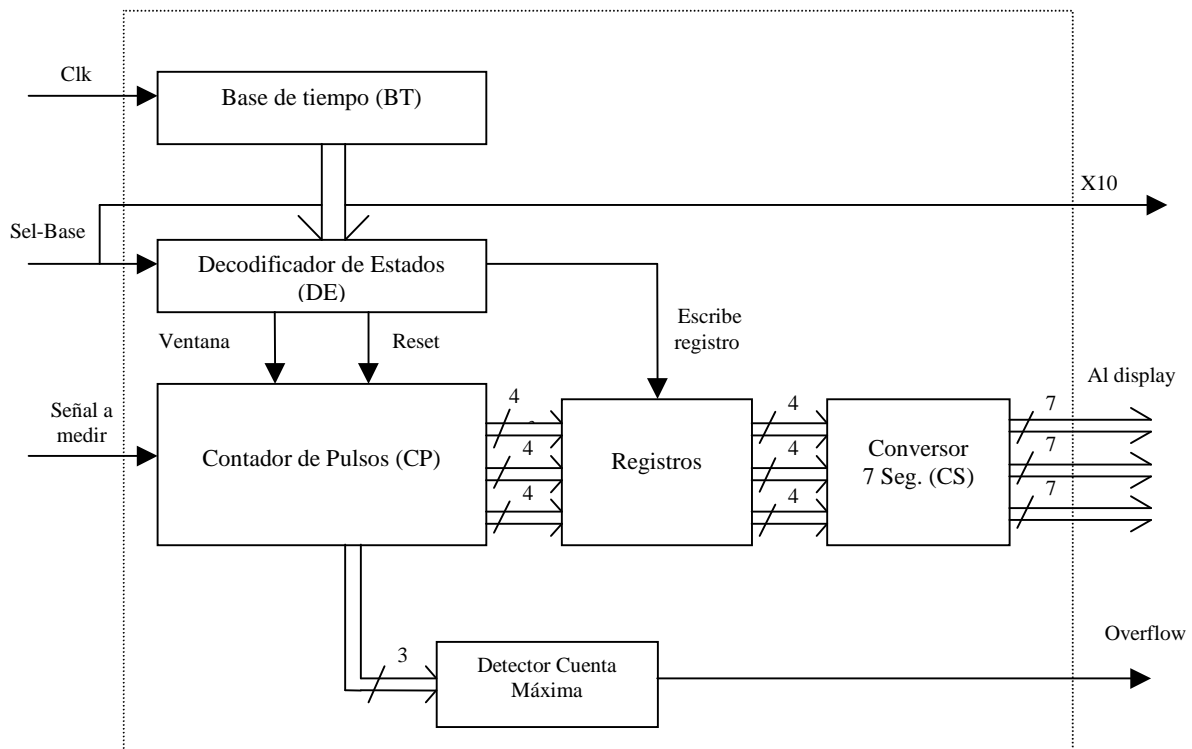 Clk
Base de tiempo (BT)
X10
Sel-Base
Decodificador de Estados
(DE)
Ventana
Reset
Escribe
registro
Al display
Señal a
medir
Contador de Pulsos (CP)
4
4
4
Registros
4
4
4
Conversor
7 Seg. (CS)
7
7
7
3
Detector Cuenta
Máxima
Overflow